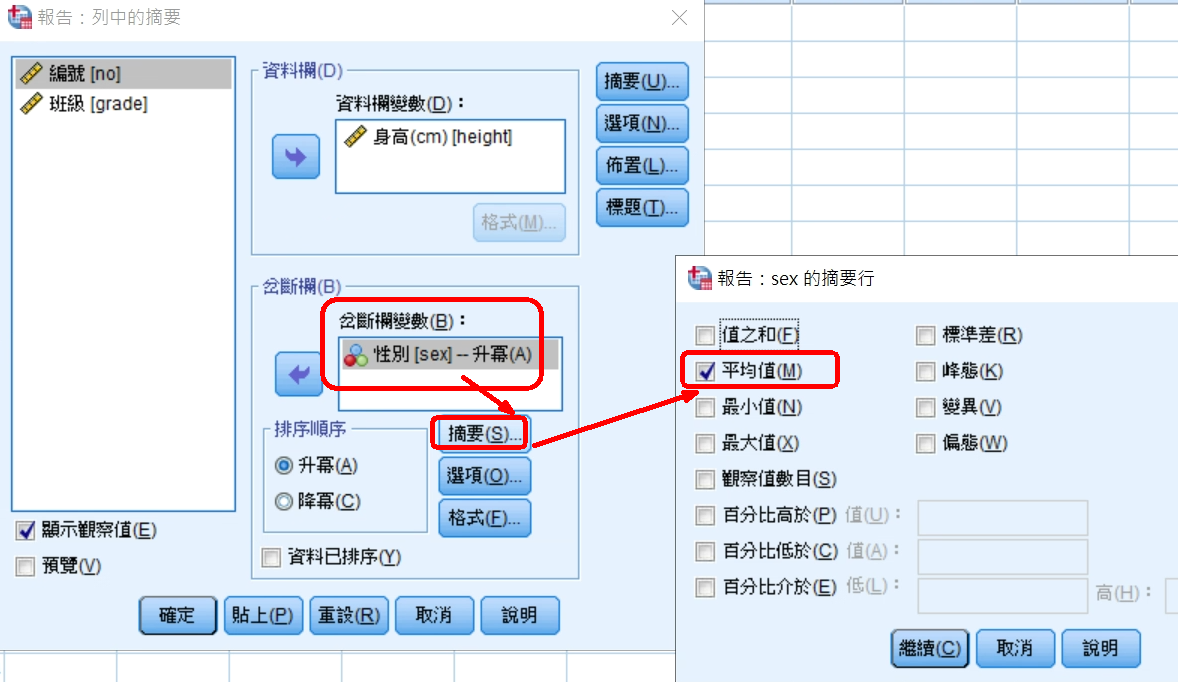 報告：列中的摘要
編號 [no]
班級 [grade]
資料欄(D)
資料欄變數(D)：
身高(cm) [height]
格式(M)...
摘要(U)...
選項(N)...
佈置(L)...
標題(T)...
岔斷欄(B)
岔斷欄變數(B)：
性別 [sex] -- 升冪(A)
排序順序
升冪(A)
降冪(C)
摘要(S)...
選項(O)...
格式(F)...
資料已排序(Y)
顯示觀察值(E)
預覽(V)
確定
貼上(P)
重設(R)
取消
說明
報告：sex 的摘要行
值之和(F)
標準差(R)
平均值(M)
峰態(K)
最小值(N)
變異(V)
最大值(X)
偏態(W)
觀察值數目(S)
百分比高於(P) 值(U)：
百分比低於(C) 值(A)：
百分比介於(E) 低(L)：
高(H)：
繼續(C)
取消
說明